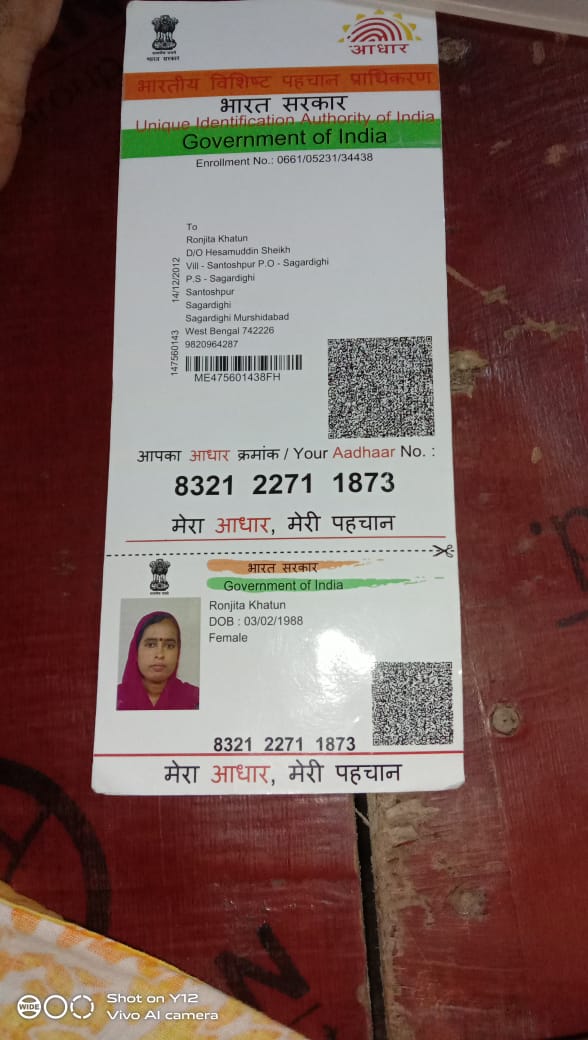 भारत सरकार
आधार
भारतीय विशिष्ट पहचान प्राधिकरण
भारत सरकार
Unique Identification Authority of India
Government of India
Enrollment No.: 0661/05231/34438
To
Ronjita Khatun
D/O Hesamuddin Sheikh
Vill - Santoshpur P.O - Sagardighi
P.S - Sagardighi
Santoshpur
Sagardighi
Sagardighi Murshidabad
West Bengal 742226
9820964287
147560143 14/12/2012
ME475601438FH
आपका आधार क्रमांक / Your Aadhaar No. :
8321 2271 1873
मेरा आधार, मेरी पहचान
भारत सरकार
Government of India
Ronjita Khatun
DOB : 03/02/1988
Female
8321 2271 1873
मेरा आधार, मेरी पहचान
WIDE
Shot on Y12
Vivo AI camera